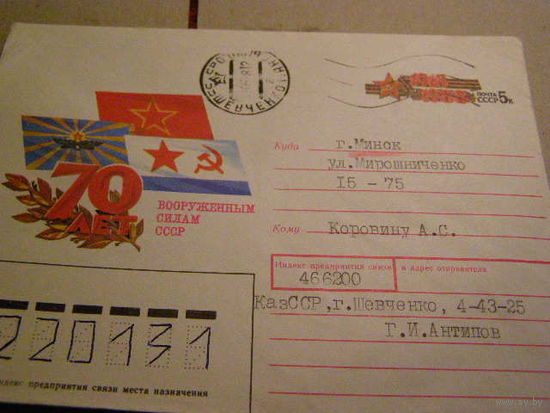 ШЕВЧЕНКО
ПОЧТА
СССР 5к
70
ЛЕТ
ВООРУЖЕННЫМ
СИЛАМ
СССР
Куда г. Минск
ул. Мирошниченко
I5 - 75
Кому Коровину А.С.
Индекс предприятия связи и адрес отправителя
466200
КазССР, г. Шевченко, 4-43-25
Г.И. Антипов
220131
Индекс предприятия связи места назначения